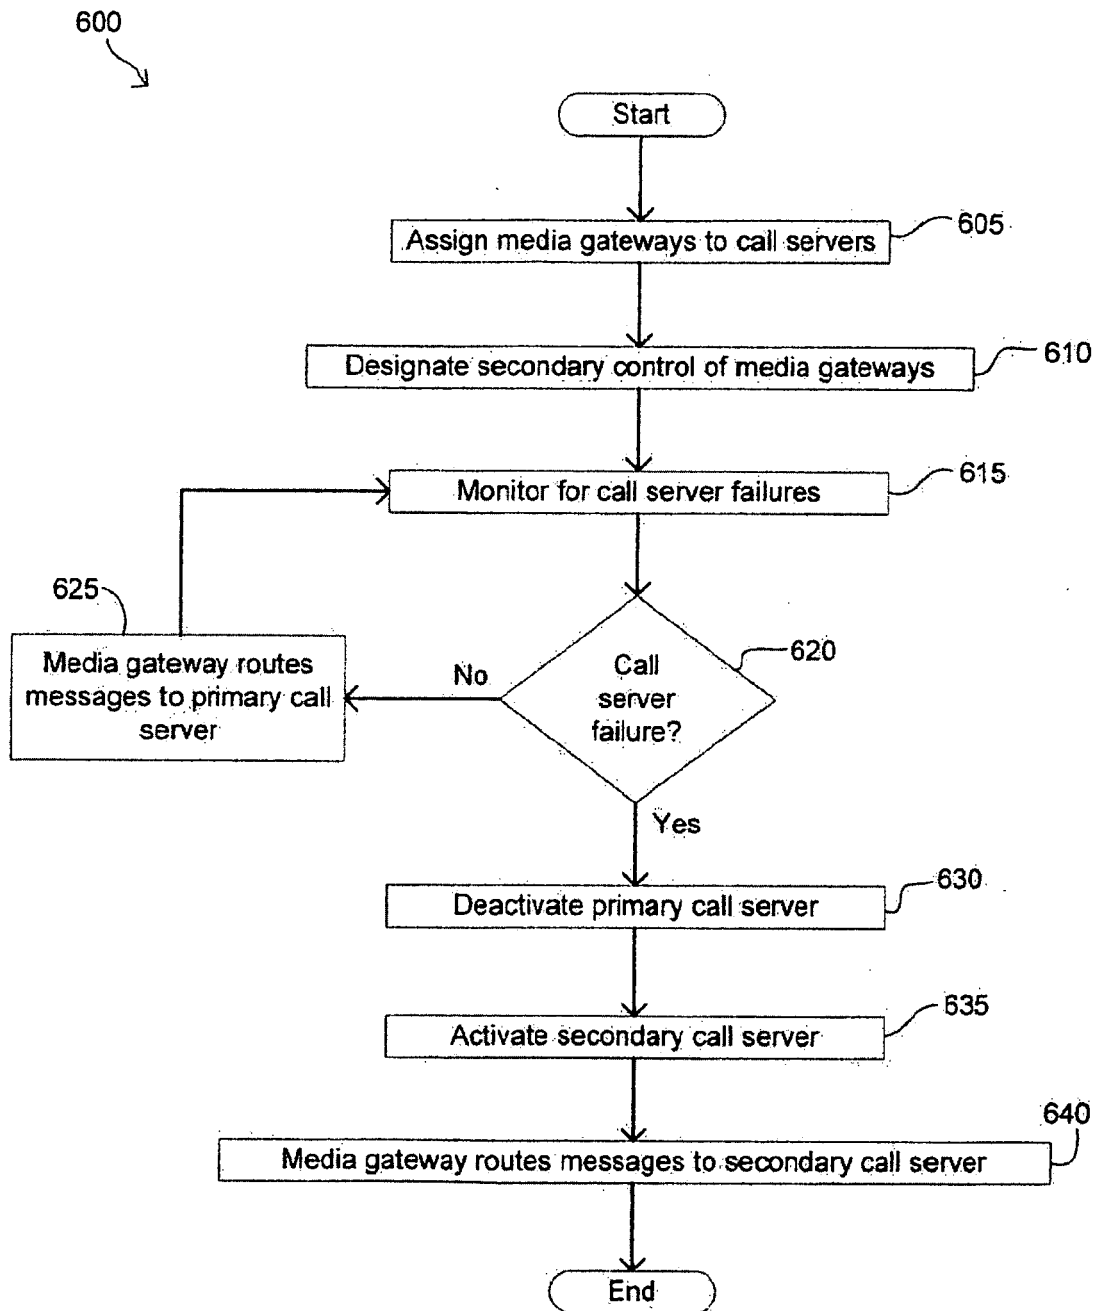 600
Start
Assign media gateways to call servers
605
Designate secondary control of media gateways
610
Monitor for call server failures
615
625
Media gateway routes
messages to primary call
server
No
Call
server
failure?
620
Yes
Deactivate primary call server
630
Activate secondary call server
635
Media gateway routes messages to secondary call server
640
End